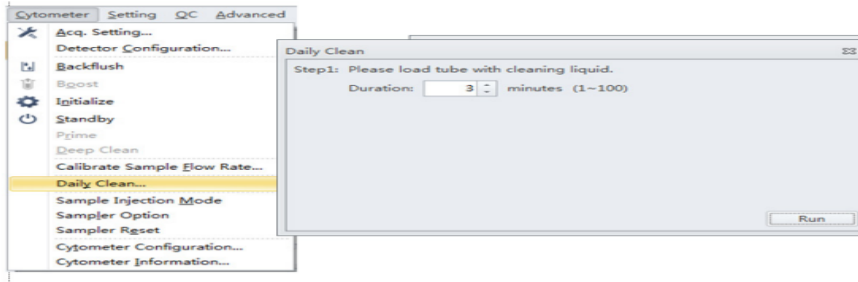 Cytometer Setting QC Advanced
Acq. Setting...
Detector Configuration...
Backflush
Boost
Initialize
Standby
Prime
Deep Clean
Calibrate Sample Flow Rate...
Daily Clean...
Sample Injection Mode
Sampler Option
Sampler Reset
Cytometer Configuration...
Cytometer Information...
Daily Clean
Step1: Please load tube with cleaning liquid.
Duration: 3 minutes (1~100)
Run